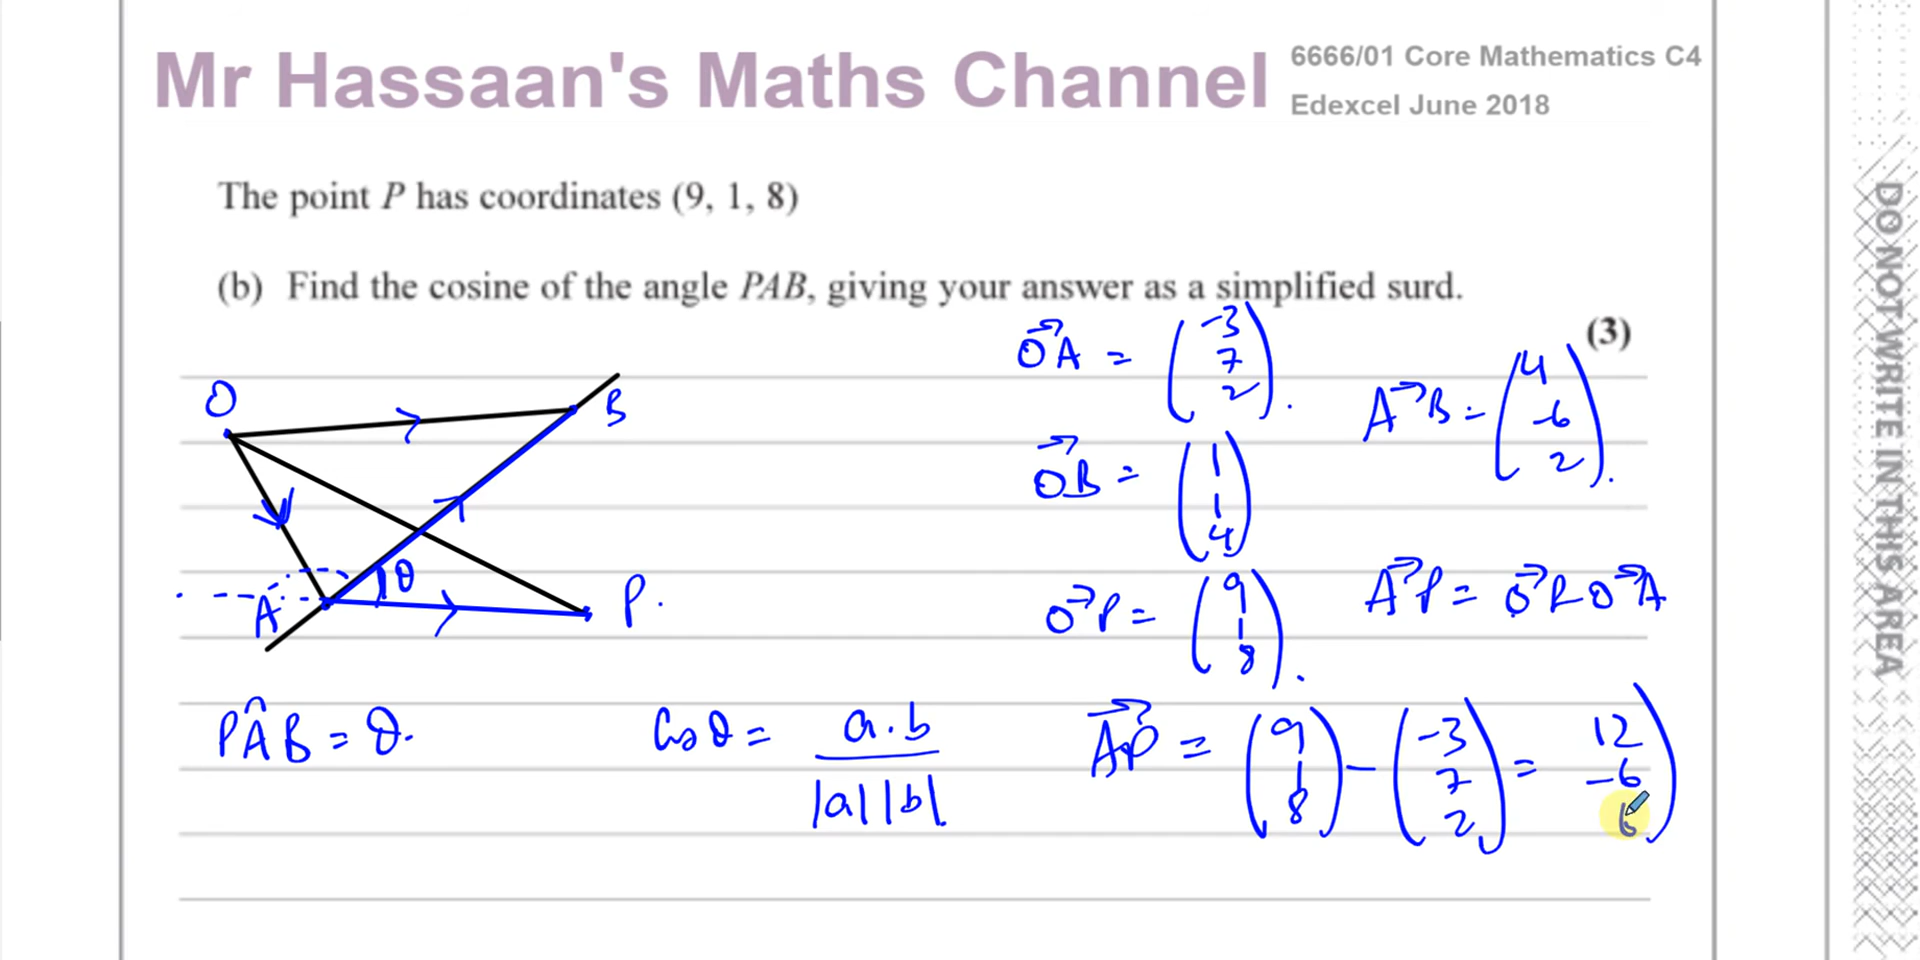 Mr Hassaan's Maths Channel
6666/01 Core Mathematics C4
Edexcel June 2018
The point P has coordinates (9, 1, 8)
(b) Find the cosine of the angle PAB, giving your answer as a simplified surd.
(3)
O
B
A
θ
P.
OA = (-3 7 2).
AB = (4 -6 2).
OB = (1 1 4)
OP = (9 1 8).
AP = OP-OA
PAB = θ.
Cos θ = a.b / |a||b|.
AP = (9 1 8) - (-3 7 2) = 12 -6 6)
DO NOT WRITE IN THIS AREA